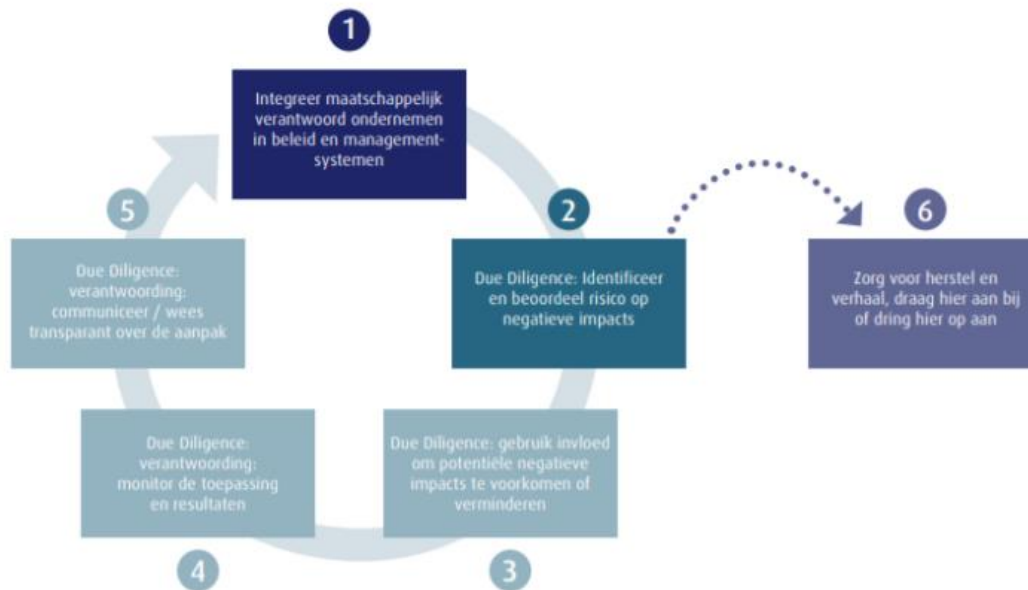 1
Integreer maatschappelijk
verantwoord ondernemen
in beleid en management-
systemen
2
Due Diligence: Identificeer
en beoordeel risico op
negatieve impacts
3
Due Diligence: gebruik invloed
om potentiële negatieve
impacts te voorkomen of
verminderen
4
Due Diligence:
verantwoording:
monitor de toepassing
en resultaten
5
Due Diligence:
verantwoording:
communiceer / wees
transparant over de aanpak
6
Zorg voor herstel en
verhaal, draag hier aan bij
of dring hier op aan